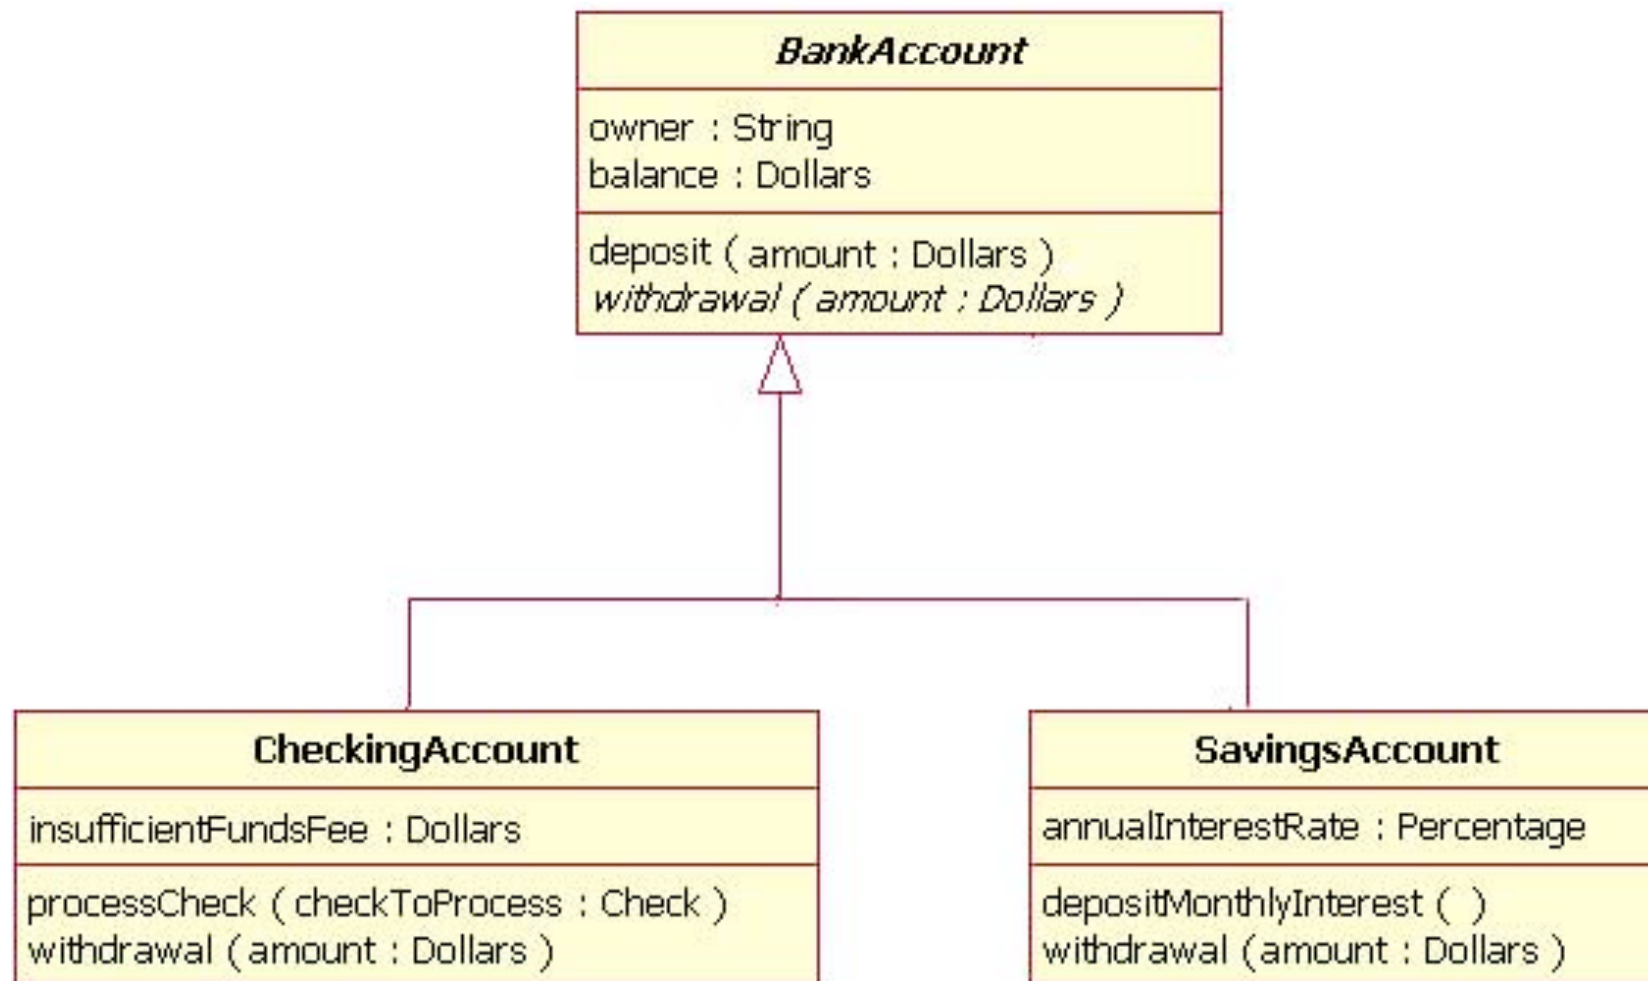 BankAccount
owner : String
balance : Dollars
deposit ( amount : Dollars )
withdrawal ( amount : Dollars )
CheckingAccount
insufficientFundsFee : Dollars
processCheck ( checkToProcess : Check )
withdrawal ( amount : Dollars )
SavingsAccount
annualInterestRate : Percentage
depositMonthlyInterest ( )
withdrawal ( amount : Dollars )